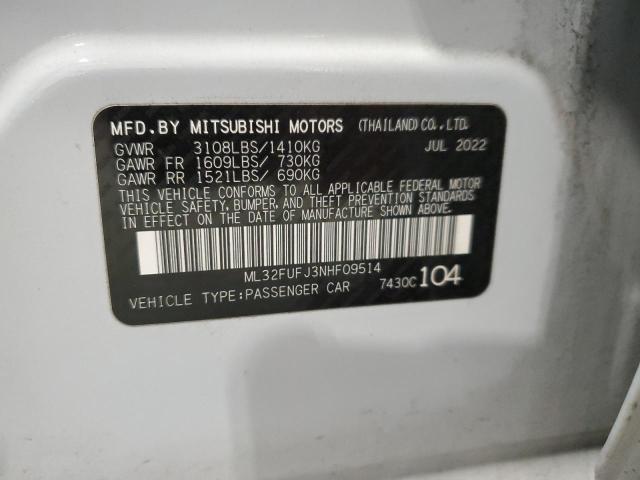 MFD.BY MITSUBISHI MOTORS (THAILAND)CO.,LTD.
GVWR 3108LBS/1410KG JUL 2022
GAWR FR 1609LBS/ 730KG
GAWR RR 1521LBS/ 690KG
THIS VEHICLE CONFORMS TO ALL APPLICABLE FEDERAL MOTOR
VEHICLE SAFETY, BUMPER, AND THEFT PREVENTION STANDARDS
IN EFFECT ON THE DATE OF MANUFACTURE SHOWN ABOVE.
ML32FUFJ3NHF09514
VEHICLE TYPE:PASSENGER CAR 7430C 104